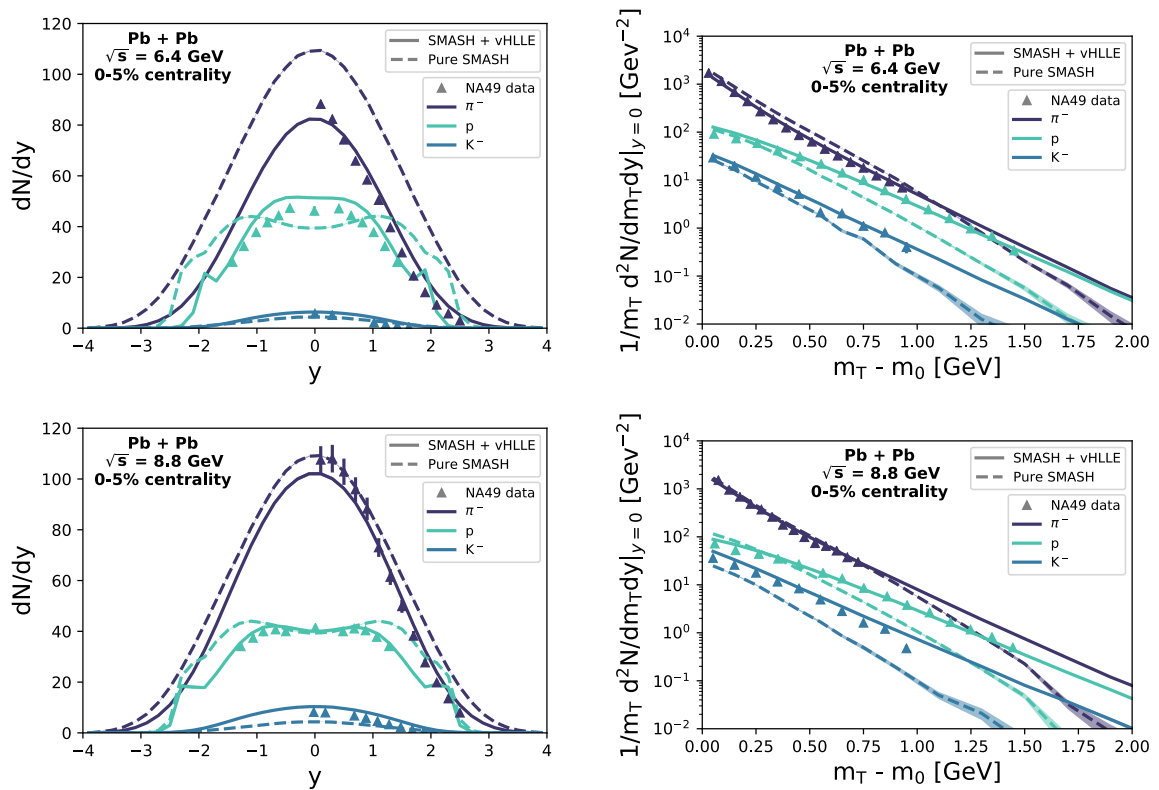 Pb + Pb
√s = 6.4 GeV
0-5% centrality
SMASH + vHLLE
Pure SMASH
NA49 data
π⁻
p
K⁻
dN/dy
120
100
80
60
40
20
0
−4 −3 −2 −1 0 1 2 3 4
y
Pb + Pb
√s = 6.4 GeV
0-5% centrality
SMASH + vHLLE
Pure SMASH
NA49 data
π⁻
p
K⁻
1/m_T d²N/dm_Tdy|_{y=0} [Gev⁻²]
10⁴
10³
10²
10¹
10⁰
10⁻¹
10⁻²
0.00 0.25 0.50 0.75 1.00 1.25 1.50 1.75 2.00
m_T - m_0 [GeV]
Pb + Pb
√s = 8.8 GeV
0-5% centrality
SMASH + vHLLE
Pure SMASH
NA49 data
π⁻
p
K⁻
dN/dy
120
100
80
60
40
20
0
−4 −3 −2 −1 0 1 2 3 4
y
Pb + Pb
√s = 8.8 GeV
0-5% centrality
SMASH + vHLLE
Pure SMASH
NA49 data
π⁻
p
K⁻
1/m_T d²N/dm_Tdy|_{y=0} [Gev⁻²]
10⁴
10³
10²
10¹
10⁰
10⁻¹
10⁻²
0.00 0.25 0.50 0.75 1.00 1.25 1.50 1.75 2.00
m_T - m_0 [GeV]